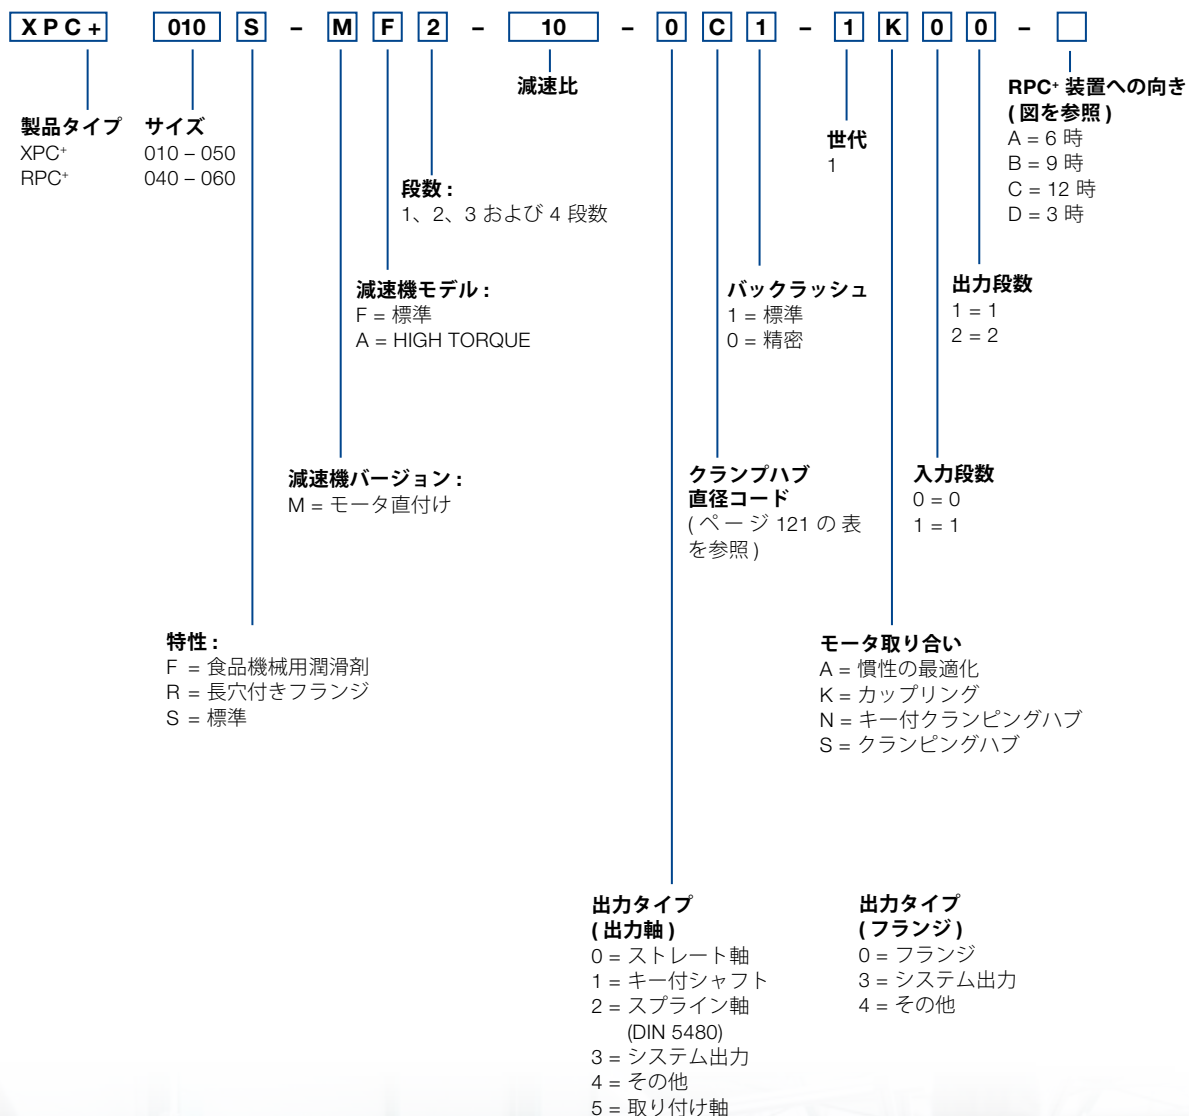 XPC+ 010 S – M F 2 – 10 – 0 C 1 – 1 K 0 0 –
減速比
RPC+ 装置への向き
( 図を参照 )
A = 6 時
B = 9 時
C = 12 時
D = 3 時
製品タイプ
XPC+
RPC+
サイズ
010 – 050
040 – 060
世代
1
段数 :
1、2、3 および 4 段数
減速機モデル :
F = 標準
A = HIGH TORQUE
バックラッシュ
1 = 標準
0 = 精密
出力段数
1 = 1
2 = 2
減速機バージョン :
M = モータ直付け
クランプハブ
直径コード
( ページ 121 の表
を参照 )
入力段数
0 = 0
1 = 1
特性 :
F = 食品機械用潤滑剤
R = 長穴付きフランジ
S = 標準
モータ取り合い
A = 慣性の最適化
K = カップリング
N = キー付クランピングハブ
S = クランピングハブ
出力タイプ
( 出力軸 )
0 = ストレート軸
1 = キー付シャフト
2 = スプライン軸
(DIN 5480)
3 = システム出力
4 = その他
5 = 取り付け軸
出力タイプ
( フランジ )
0 = フランジ
3 = システム出力
4 = その他